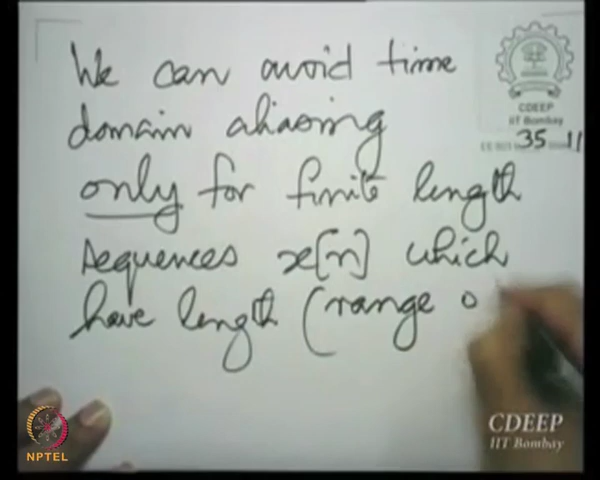 We can avoid time
domain aliasing
only for finite length
sequences x[n] which
have length (range o
CDEEP
IIT Bombay
35 11
CDEEP
IIT Bombay
NPTEL